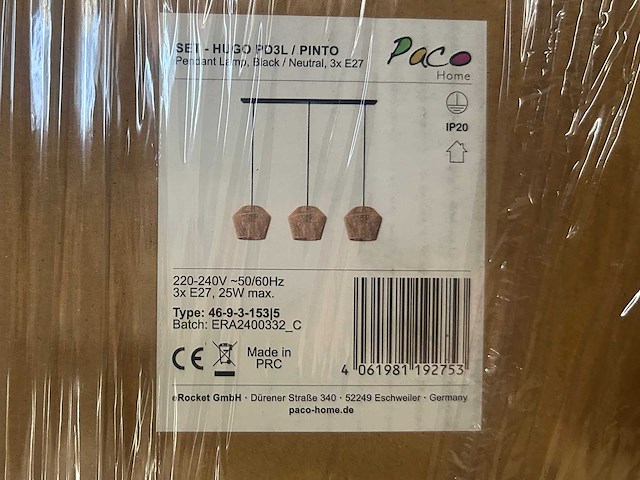 SET - HUGO PD3L / PINTO
Pendant Lamp, Black / Neutral, 3x E27
Paco
Home
IP20
220-240V ~50/60Hz
3x E27, 25W max.
Type: 46-9-3-153|5
Batch: ERA2400332_C
CE
Made in
PRC
4 061981 192753
eRocket GmbH · Dürener Straße 340 · 52249 Eschweiler · Germany
paco-home.de